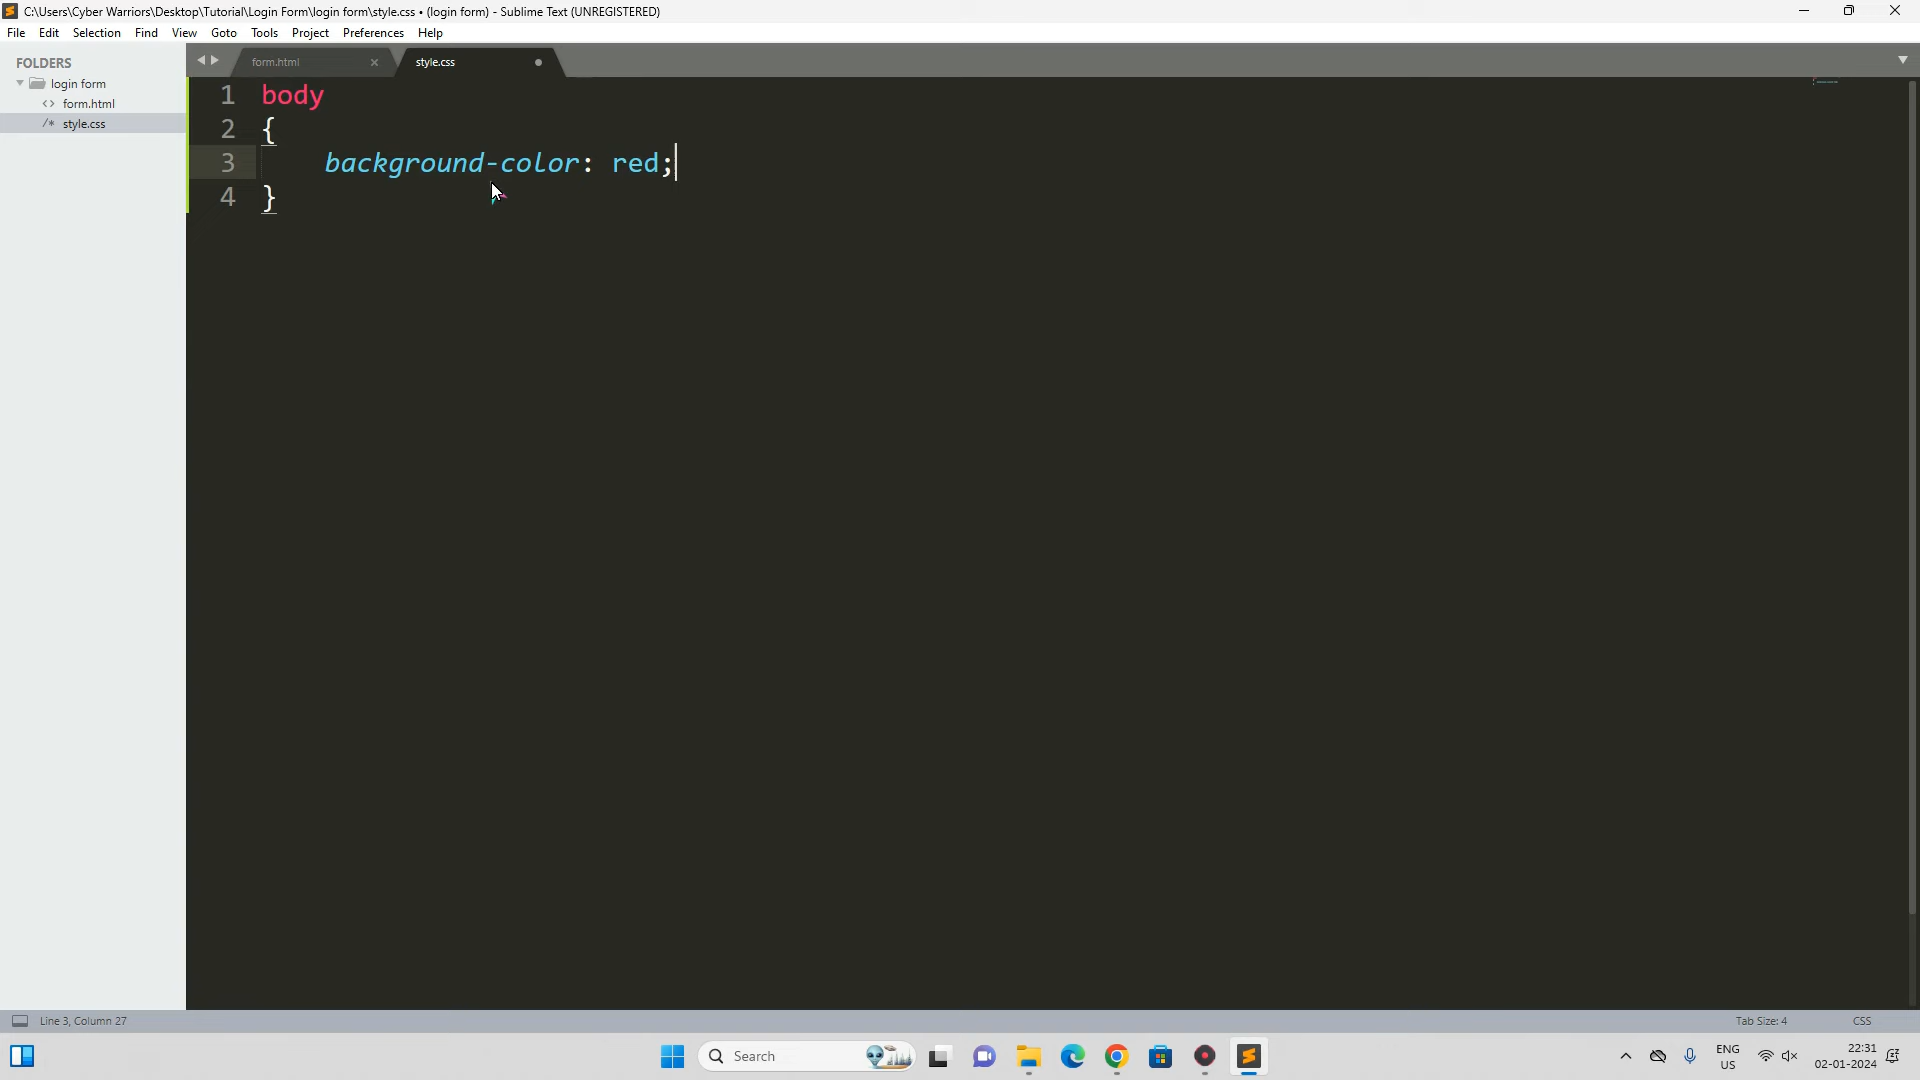 C:\Users\Cyber Warriors\Desktop\Tutorial\Login Form\login form\style.css • (login form) - Sublime Text (UNREGISTERED)
File Edit Selection Find View Goto Tools Project Preferences Help
FOLDERS
login form
<> form.html
/* style.css
form.html × style.css
1 body
2 {
3 background-color: red;
4 }
Line 3, Column 27
Tab Size: 4 CSS
Search
ENG
US
22:31
02-01-2024